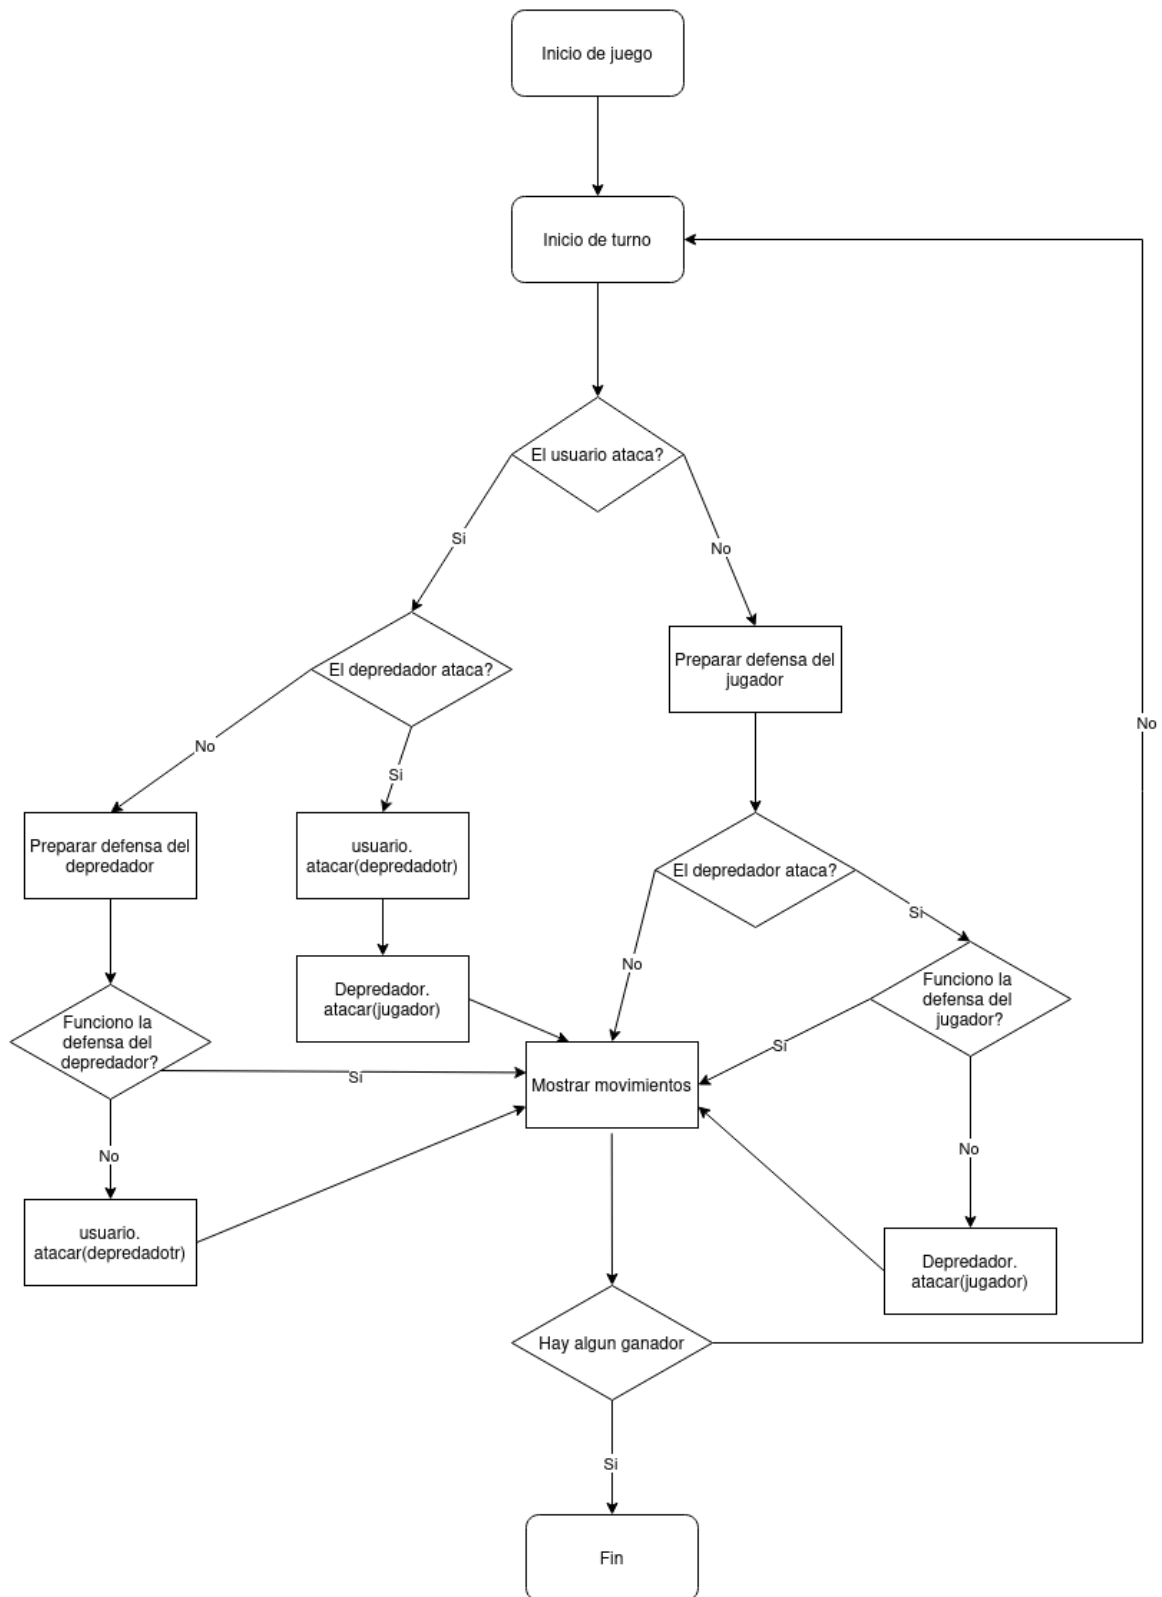 Inicio de juego
Inicio de turno
El usuario ataca?
Si
No
El depredador ataca?
Preparar defensa del
jugador
No
Si
No
Preparar defensa del
depredador
usuario.
atacar(depredadotr)
El depredador ataca?
Si
No
Depredador.
atacar(jugador)
Funciono la
defensa del
jugador?
Funciono la
defensa del
depredador?
Si
Si
Mostrar movimientos
No
No
usuario.
atacar(depredadotr)
Depredador.
atacar(jugador)
Hay algun ganador
Si
Fin